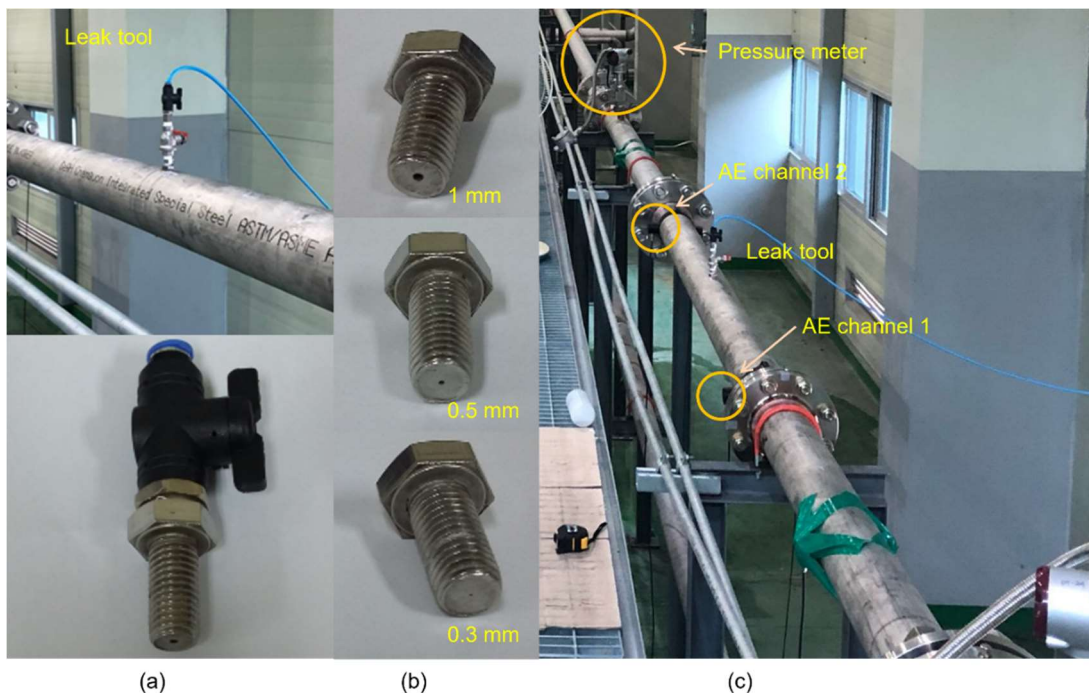 Leak tool
Integrated Special Steel ASTM/ASME
1 mm
0.5 mm
0.3 mm
Pressure meter
AE channel 2
Leak tool
AE channel 1
(a)
(b)
(c)